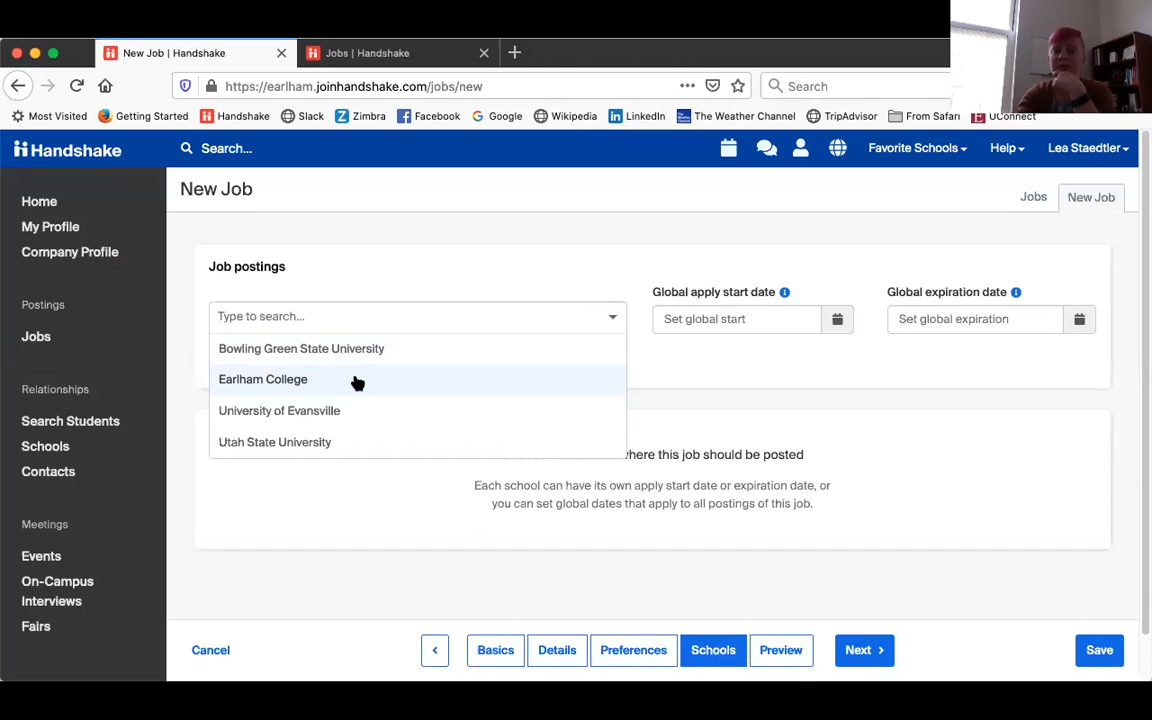 New Job | Handshake
Jobs | Handshake
https://earlham.joinhandshake.com/jobs/new
Search
Most Visited
Getting Started
Handshake
Slack
Zimbra
Facebook
Google
Wikipedia
LinkedIn
The Weather Channel
TripAdvisor
From Safari
UConnect
Handshake
Search...
Favorite Schools
Help
Lea Staedtler
Home
My Profile
Company Profile
Postings
Jobs
Relationships
Search Students
Schools
Contacts
Meetings
Events
On-Campus
Interviews
Fairs
New Job
Jobs
New Job
Job postings
Type to search...
Bowling Green State University
Earlham College
University of Evansville
Utah State University
Global apply start date
Set global start
Global expiration date
Set global expiration
where this job should be posted
Each school can have its own apply start date or expiration date, or
you can set global dates that apply to all postings of this job.
Cancel
Basics
Details
Preferences
Schools
Preview
Next
Save